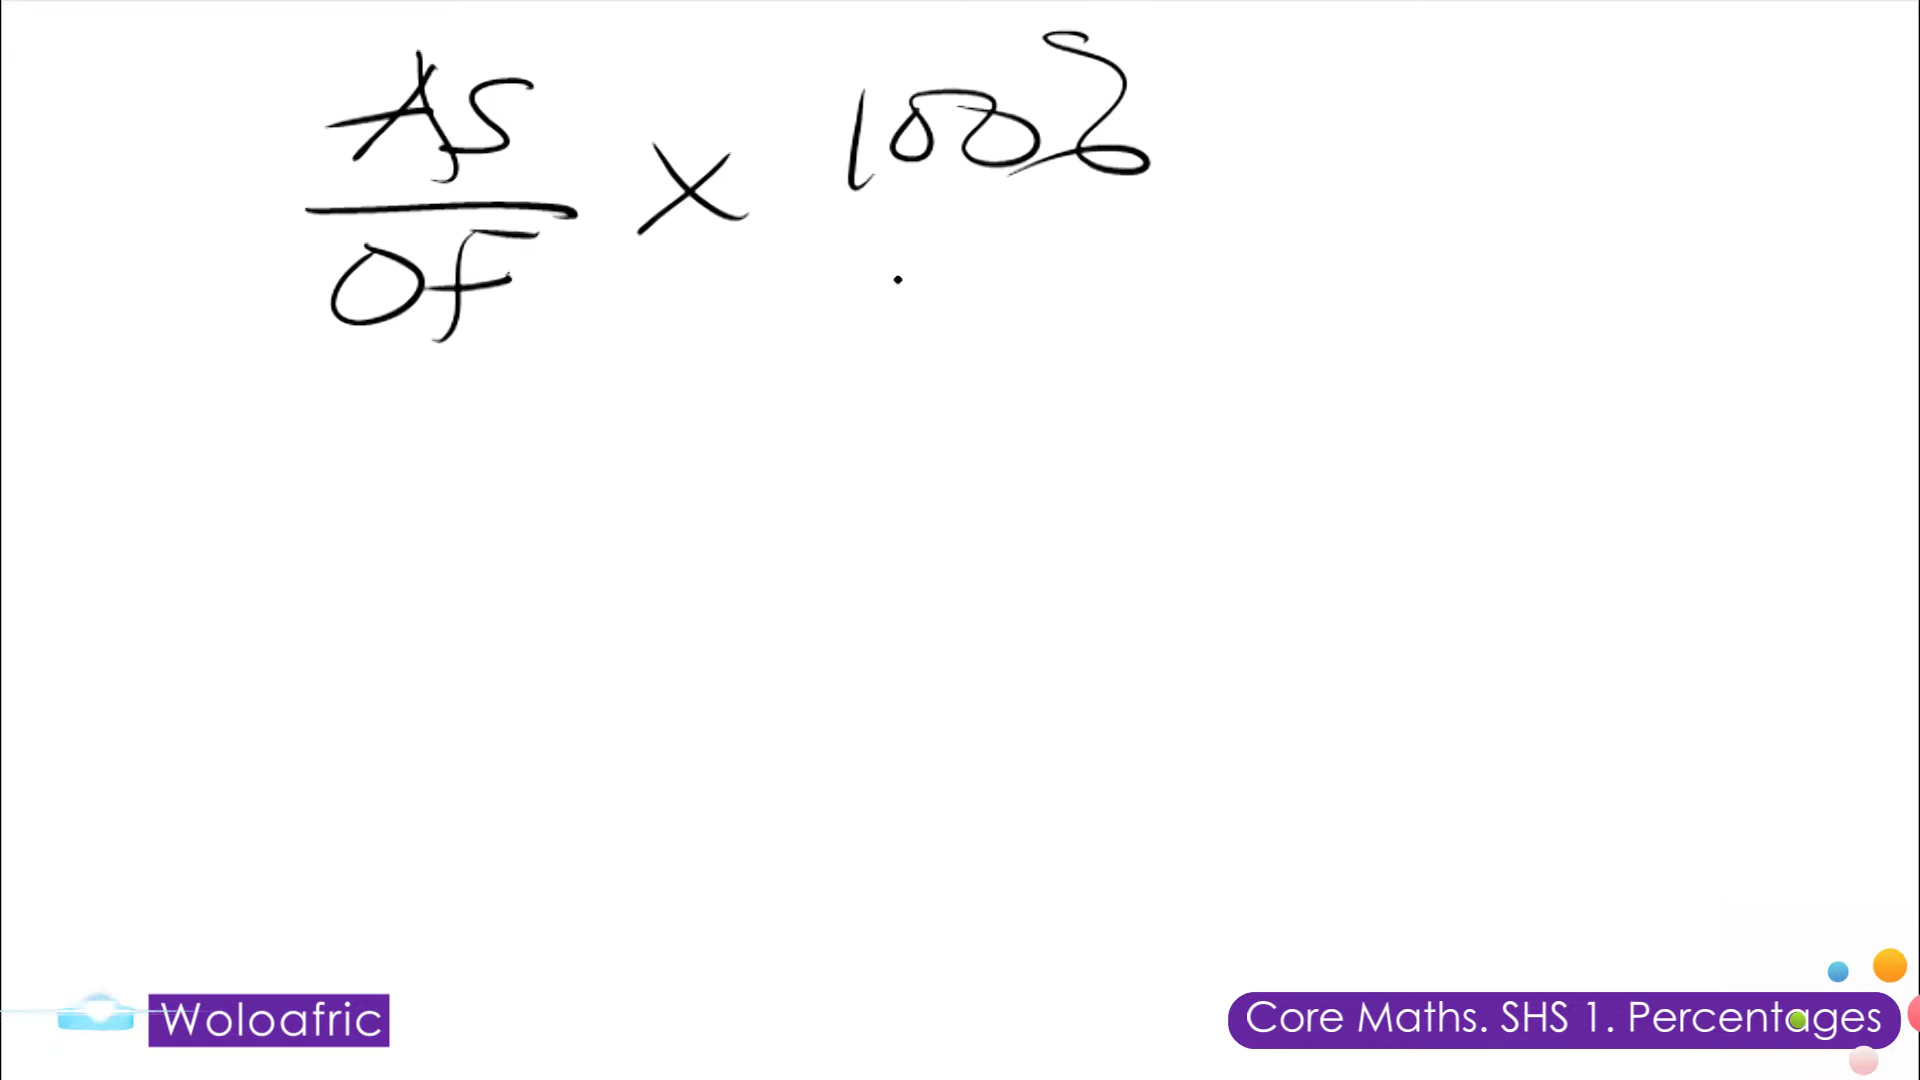 AS
OF
× 100%
Woloafric
Core Maths. SHS 1. Percentages